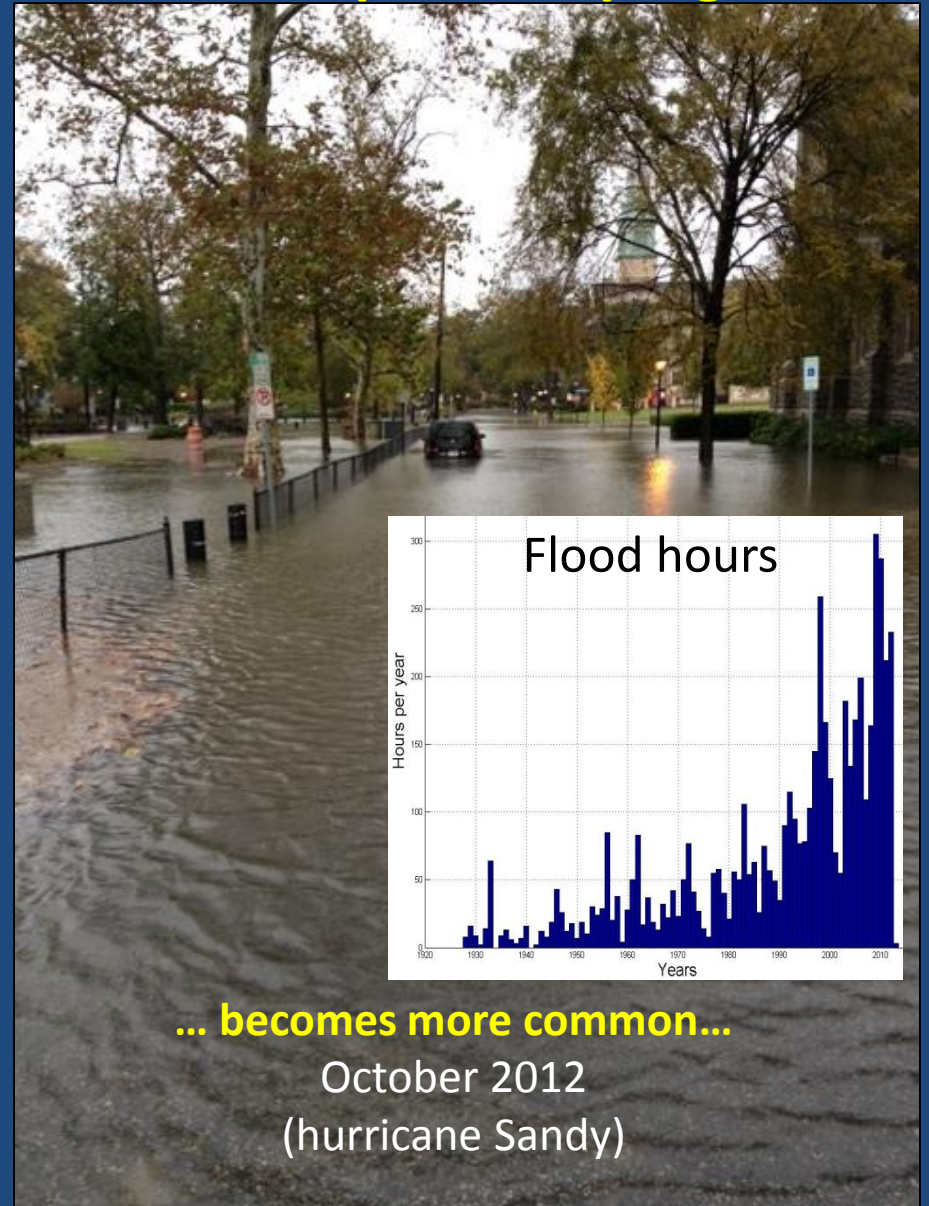 Flood hours
300
250
200
150
100
50
0
Hours per year
1920 1930 1940 1950 1960 1970 1980 1990 2000 2010
Years
... becomes more common...
October 2012
(hurricane Sandy)